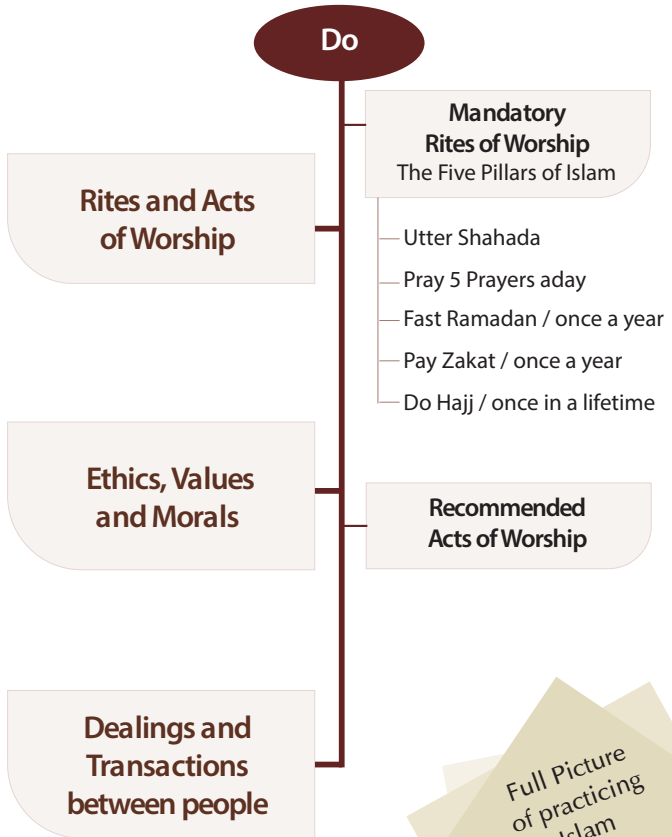 Do
Mandatory
Rites of Worship
The Five Pillars of Islam
Rites and Acts
of Worship
Utter Shahada
Pray 5 Prayers aday
Fast Ramadan / once a year
Pay Zakat / once a year
Do Hajj / once in a lifetime
Ethics, Values
and Morals
Recommended
Acts of Worship
Dealings and
Transactions
between people
Full Picture
of practicing
Islam